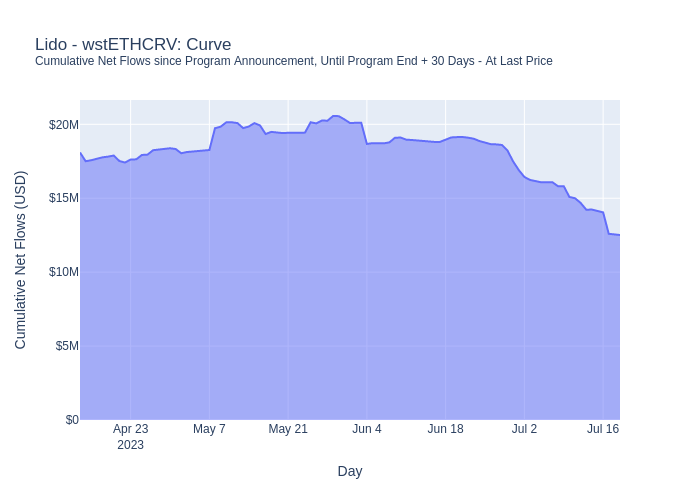 Lido - wstETHCRV: Curve
Cumulative Net Flows since Program Announcement, Until Program End + 30 Days - At Last Price
Cumulative Net Flows (USD)
$20M
$15M
$10M
$5M
$0
Apr 23
2023
May 7
May 21
Jun 4
Jun 18
Jul 2
Jul 16
Day